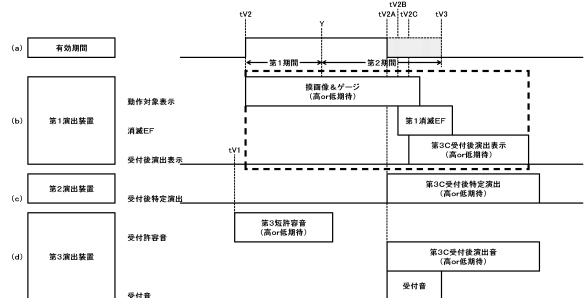 tV2 Y tV2A tV2B tV2C tV3
(a) 有効期間
第1期間 第2期間
(b) 第1演出装置
動作対象表示 換画像＆ゲージ
(高or低期待)
消滅EF 第1消滅EF
受付後演出表示 第3C受付後演出表示
(高or低期待)
tV1
(c) 第2演出装置 受付後特定演出 第3C受付後特定演出
(高or低期待)
(d) 第3演出装置
受付許容音 第3短許容音
(高or低期待)
第3C受付後演出音
(高or低期待)
受付音 受付音